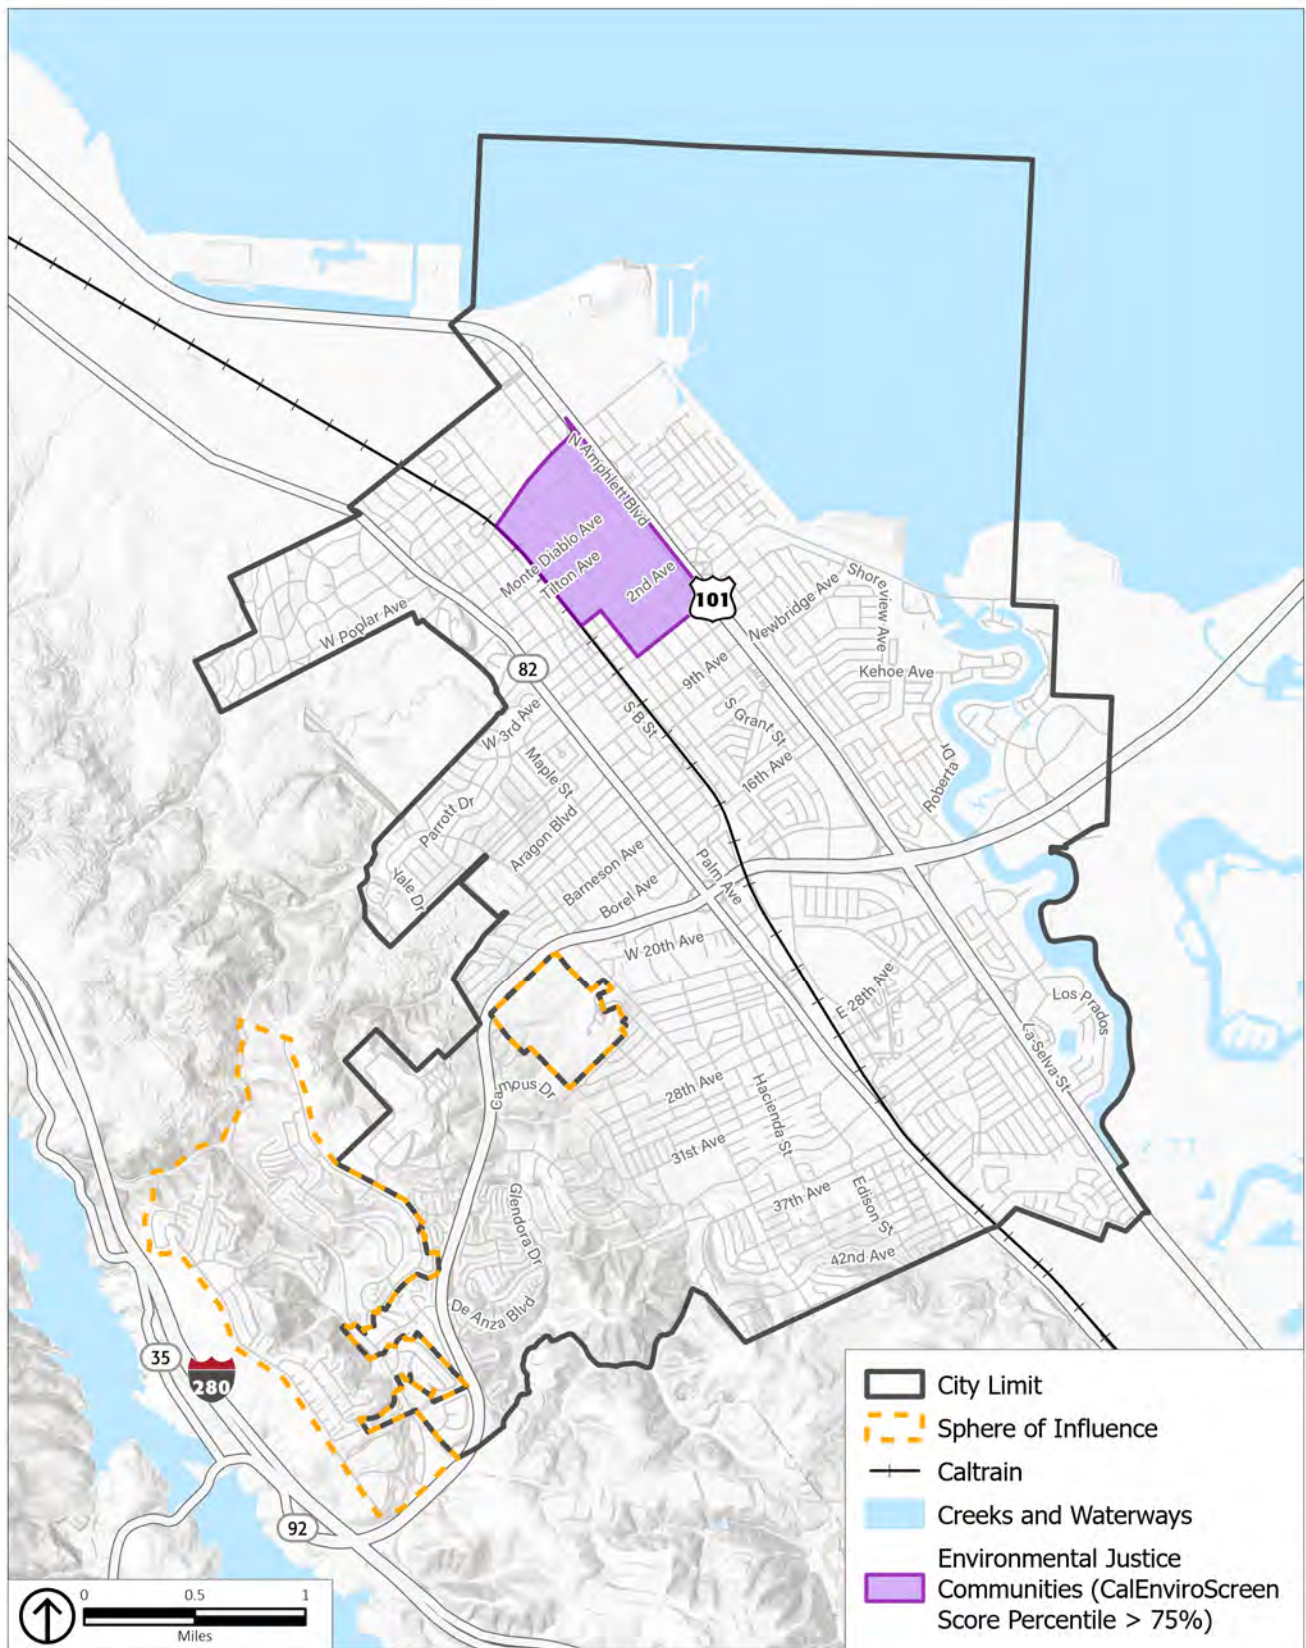 N Amphlett Blvd
Monte Diablo Ave
Tilton Ave
2nd Ave
101
Newbridge Ave
Shoreview Ave
W Poplar Ave
82
9th Ave
Kehoe Ave
W 3rd Ave
S B St
S Grant St
Maple St
16th Ave
Roberta Dr
Parrott Dr
Aragon Blvd
Yale Dr
Barneson Ave
Palm Ave
Borel Ave
W 20th Ave
E 28th Ave
Los Prados
La Selva St
Campus Dr
28th Ave
Hacienda St
31st Ave
Glendora Dr
37th Ave
Edison St
42nd Ave
De Anza Blvd
35
280
92
City Limit
Sphere of Influence
Caltrain
Creeks and Waterways
Environmental Justice
Communities (CalEnviroScreen
Score Percentile > 75%)
0 0.5 1
Miles